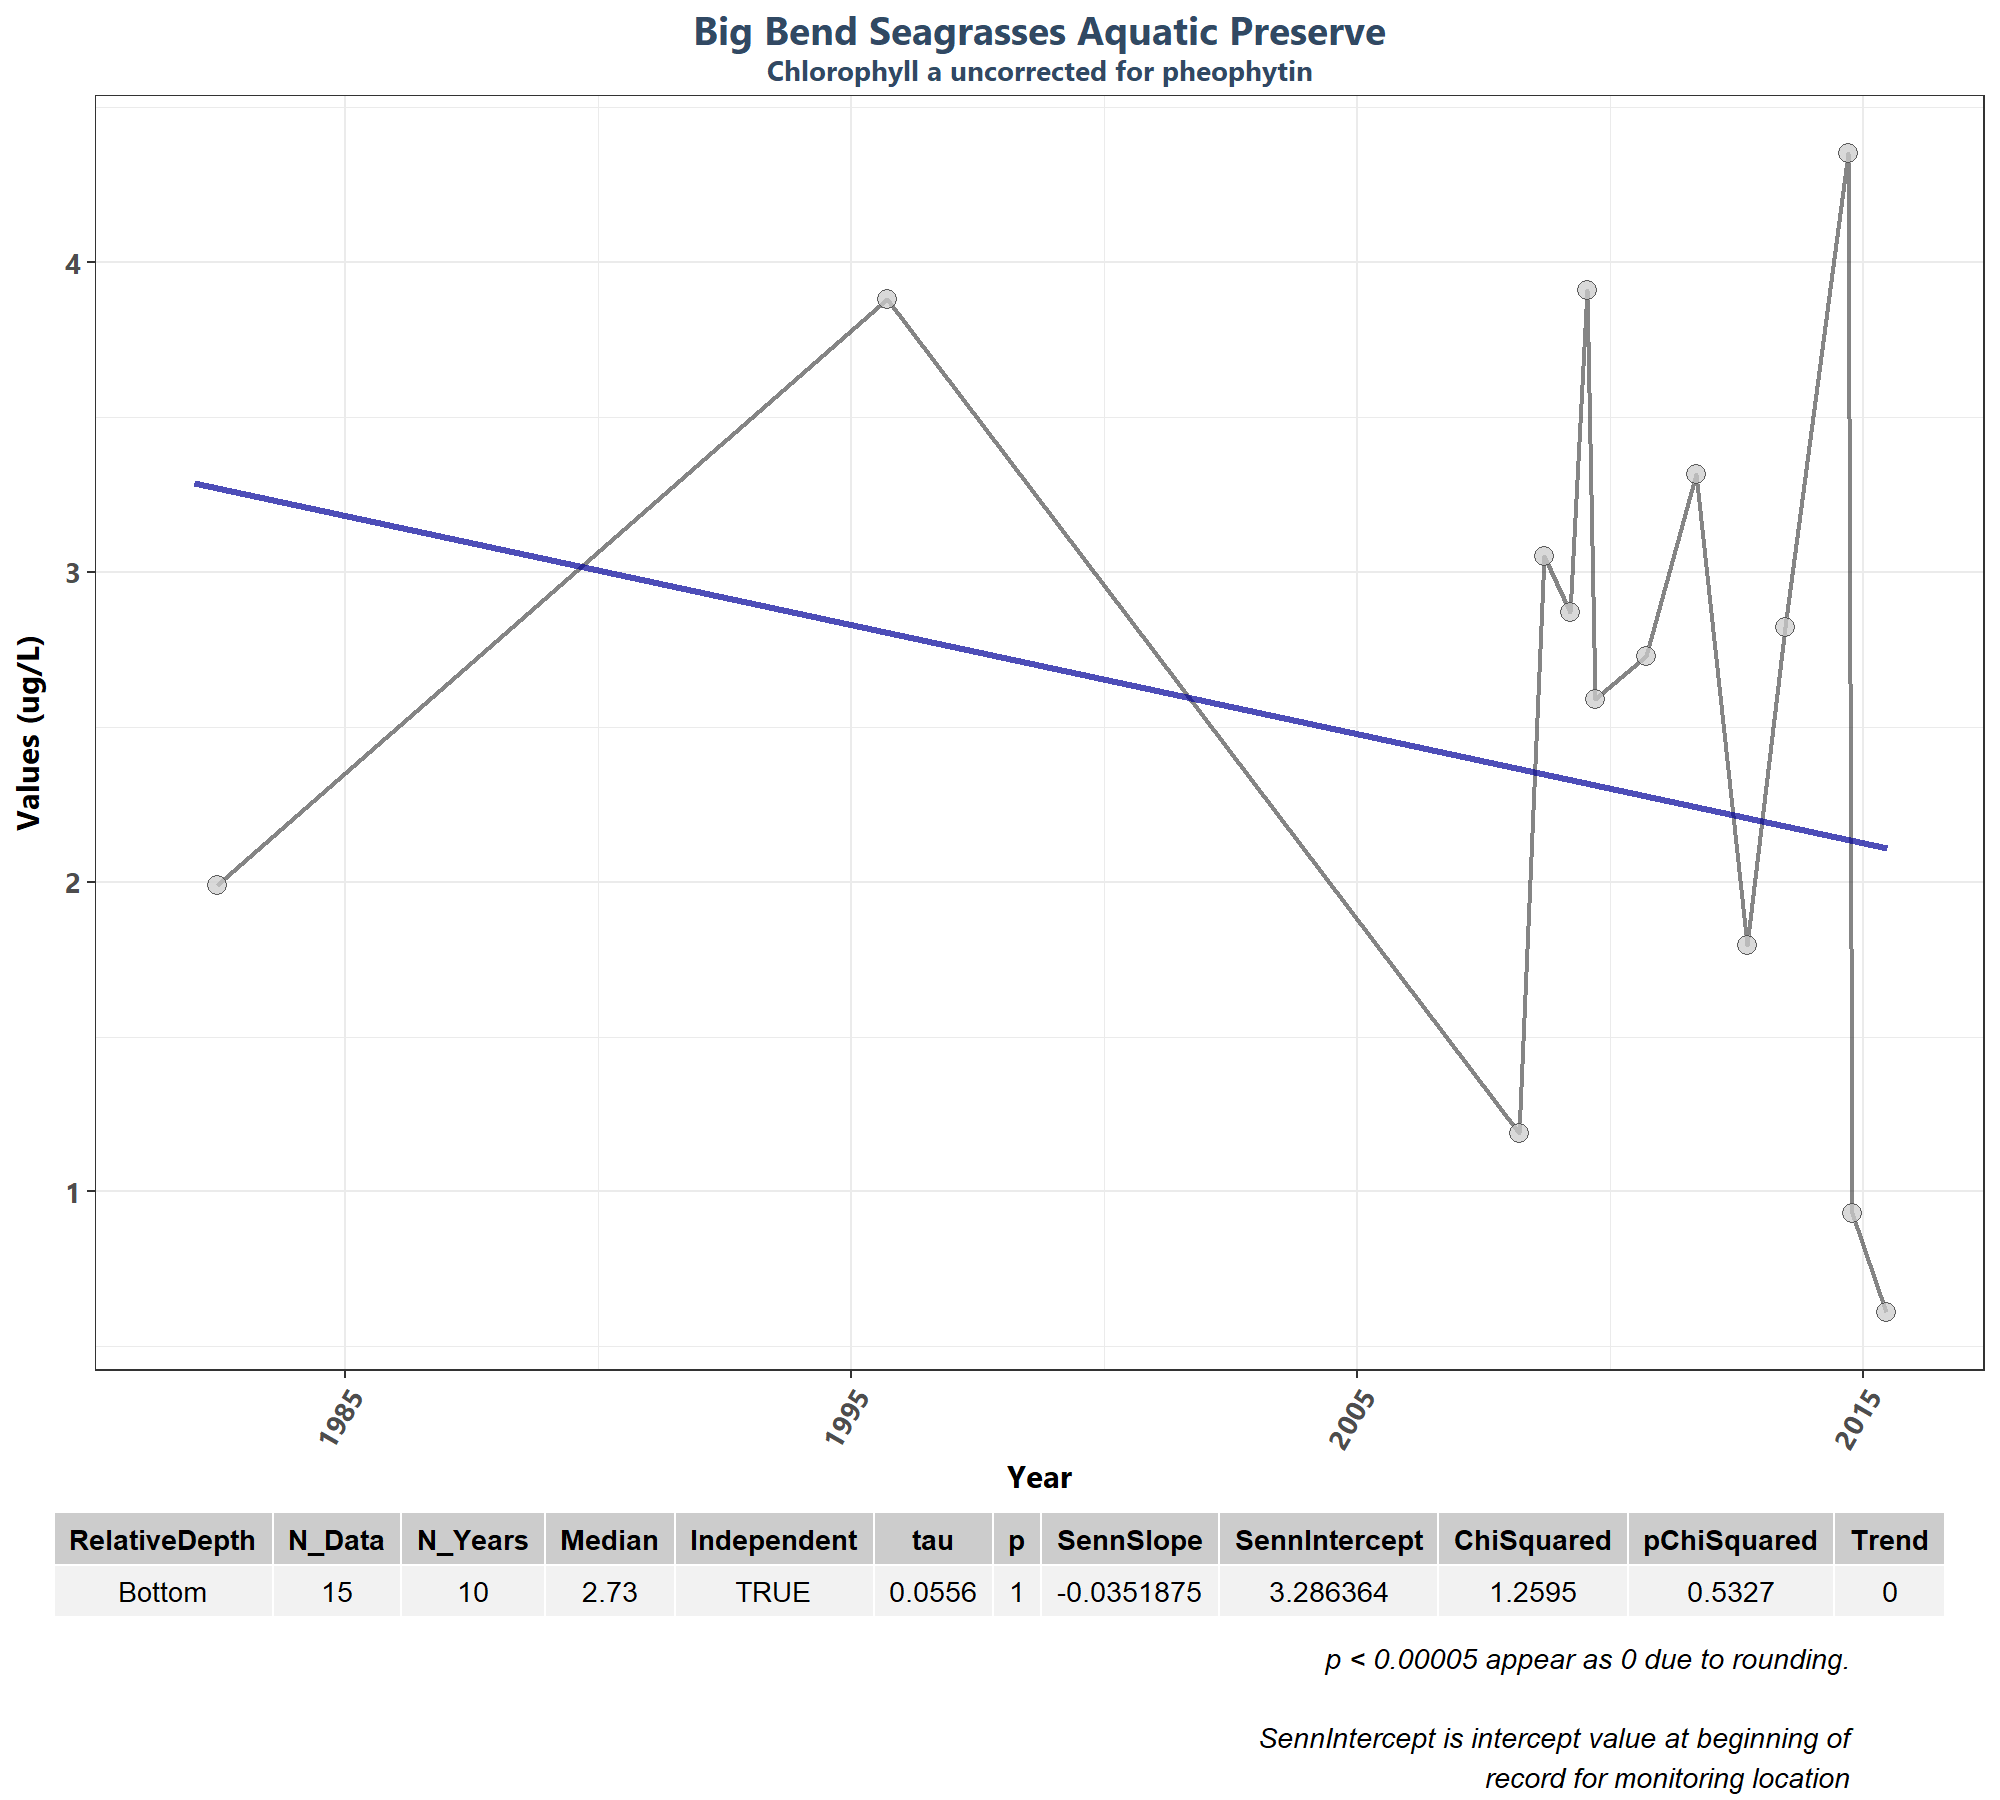 Big Bend Seagrasses Aquatic Preserve
Chlorophyll a uncorrected for pheophytin
Values (ug/L)
4
3
2
1
1985
1995
2005
2015
Year
RelativeDepth N_Data N_Years Median Independent tau p SennSlope SennIntercept ChiSquared pChiSquared Trend
Bottom 15 10 2.73 TRUE 0.0556 1 -0.0351875 3.286364 1.2595 0.5327 0
p < 0.00005 appear as 0 due to rounding.
SennIntercept is intercept value at beginning of
record for monitoring location